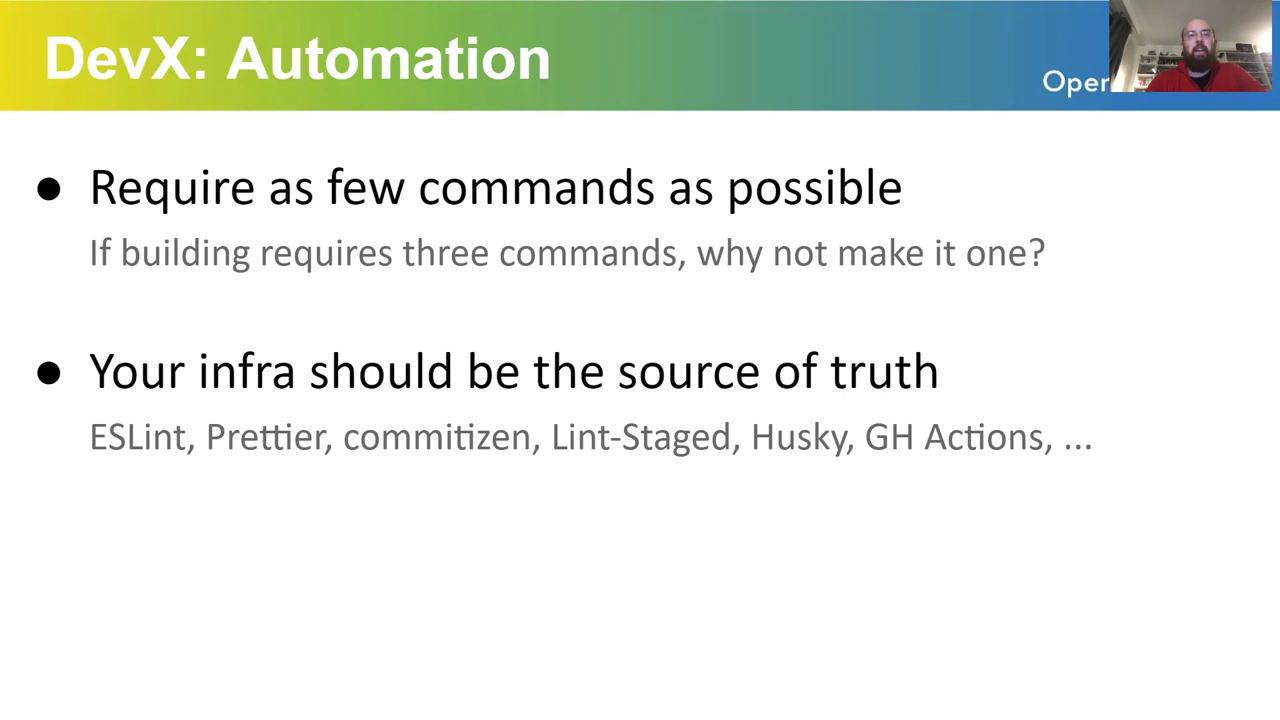 DevX: Automation
Open
● Require as few commands as possible
If building requires three commands, why not make it one?
● Your infra should be the source of truth
ESLint, Prettier, commitizen, Lint-Staged, Husky, GH Actions, ...